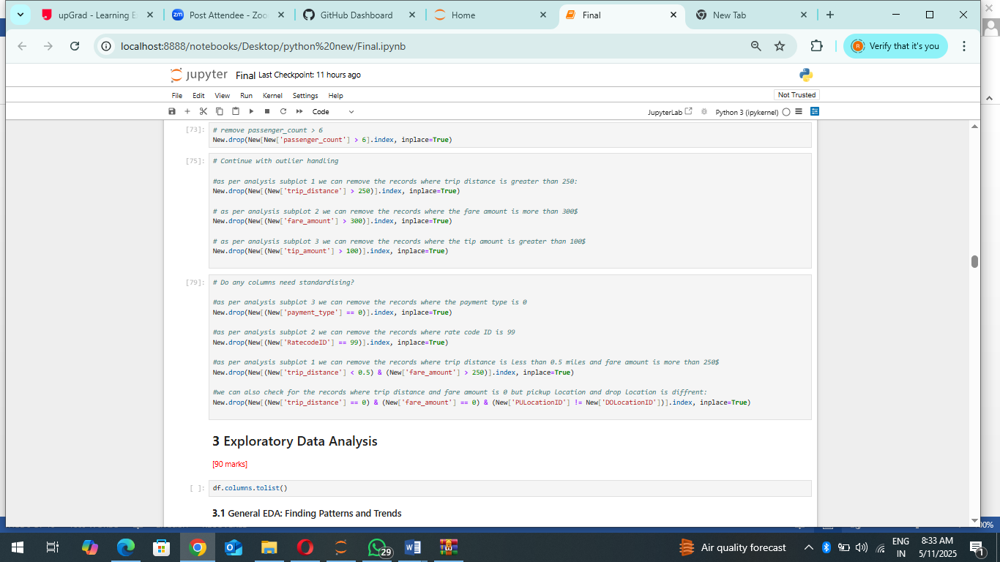 upGrad - Learning E
zm
Post Attendee - Zoo
GitHub Dashboard
Home
Final
New Tab
localhost:8888/notebooks/Desktop/python%20new/Final.ipynb
R
Verify that it's you
jupyter
Final Last Checkpoint: 11 hours ago
File Edit View Run Kernel Settings Help
Not Trusted
Code
JupyterLab
Python 3 (ipykernel)
[73]:
# remove passenger_count > 6
New.drop(New[New['passenger_count'] > 6].index, inplace=True)
[75]:
# Continue with outlier handling
#as per analysis subplot 1 we can remove the records where trip distance is greater than 250:
New.drop(New[(New['trip_distance'] > 250)].index, inplace=True)
# as per analysis subplot 2 we can remove the records where the fare amount is more than 300$
New.drop(New[(New['fare_amount'] > 300)].index, inplace=True)
# as per analysis subplot 3 we can remove the records where the tip amount is greater than 100$
New.drop(New[(New['tip_amount'] > 100)].index, inplace=True)
[79]:
# Do any columns need standardising?
#as per analysis subplot 3 we can remove the records where the payment type is 0
New.drop(New[(New['payment_type'] == 0)].index, inplace=True)
#as per analysis subplot 2 we can remove the records where rate code ID is 99
New.drop(New[(New['RatecodeID'] == 99)].index, inplace=True)
#as per analysis subplot 1 we can remove the records where trip distance is less than 0.5 miles and fare amount is more than 250$
New.drop(New[(New['trip_distance'] < 0.5) & (New['fare_amount'] > 250)].index, inplace=True)
#we can also check for the records where trip distance and fare amount is 0 but pickup location and drop location is diffrent:
New.drop(New[(New['trip_distance'] == 0) & (New['fare_amount'] == 0) & (New['PULocationID'] != New['DOLocationID'])].index, inplace=True)
3 Exploratory Data Analysis
[90 marks]
[ ]:
df.columns.tolist()
3.1 General EDA: Finding Patterns and Trends
00%
29
Air quality forecast
ENG
IN
8:33 AM
5/11/2025
1